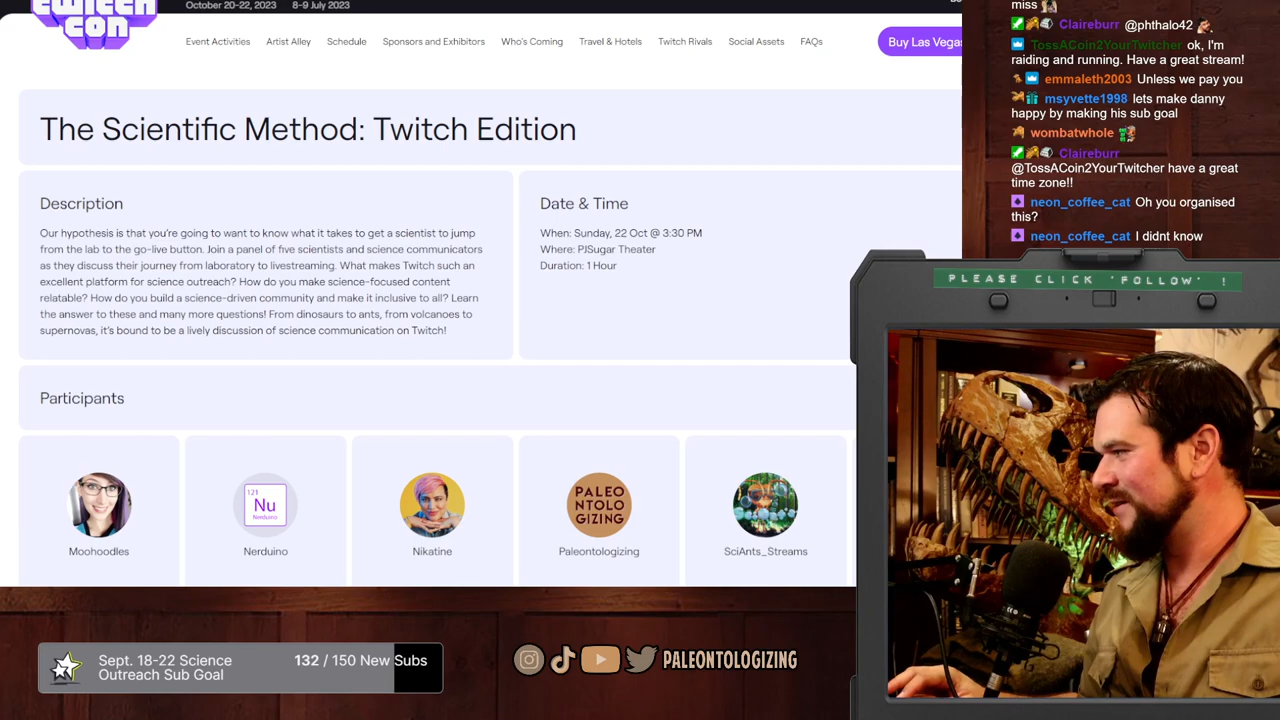 twitch
con
October 20-22, 2023
8-9 July 2023
Event Activities
Artist Alley
Schedule
Sponsors and Exhibitors
Who's Coming
Travel & Hotels
Twitch Rivals
Social Assets
FAQs
Buy Las Vegas
The Scientific Method: Twitch Edition
Description
Our hypothesis is that you're going to want to know what it takes to get a scientist to jump
from the lab to the go-live button. Join a panel of five scientists and science communicators
as they discuss their journey from laboratory to livestreaming. What makes Twitch such an
excellent platform for science outreach? How do you make science-focused content
relatable? How do you build a science-driven community and make it inclusive to all? Learn
the answer to these and many more questions! From dinosaurs to ants, from volcanoes to
supernovas, it's bound to be a lively discussion of science communication on Twitch!
Date & Time
When: Sunday, 22 Oct @ 3:30 PM
Where: PJSugar Theater
Duration: 1 Hour
Participants
Moohoodles
121
Nu
Nerduino
Nerduino
Nikatine
PALEO
NTOLO
GIZING
Paleontologizing
SciAnts_Streams
miss
Claireburr @phthalo42
TossACoin2YourTwitcher ok, I'm
raiding and running. Have a great stream!
emmaleth2003 Unless we pay you
msyvette1998 lets make danny
happy by making his sub goal
wombatwhole
Claireburr
@TossACoin2YourTwitcher have a great
time zone!!
neon_coffee_cat Oh you organised
this?
neon_coffee_cat I didnt know
PLEASE CLICK 'FOLLOW' !
Sept. 18-22 Science
Outreach Sub Goal
132 / 150 New Subs
PALEONTOLOGIZING